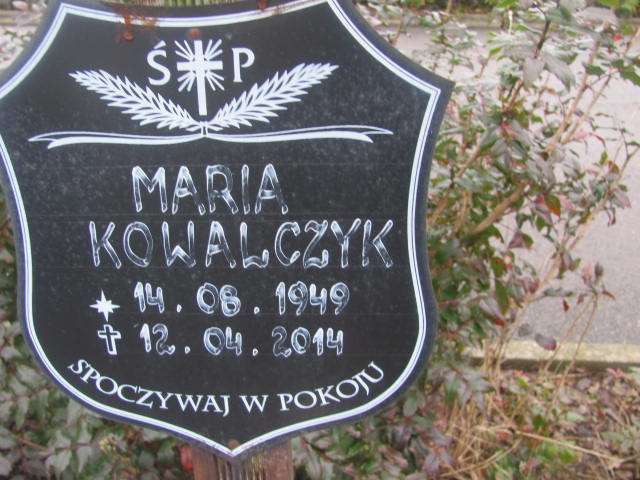 Ś P
MARIA
KOWALCZYK
14. 08. 1949
12. 04. 2014
SPOCZYWAJ W POKOJU